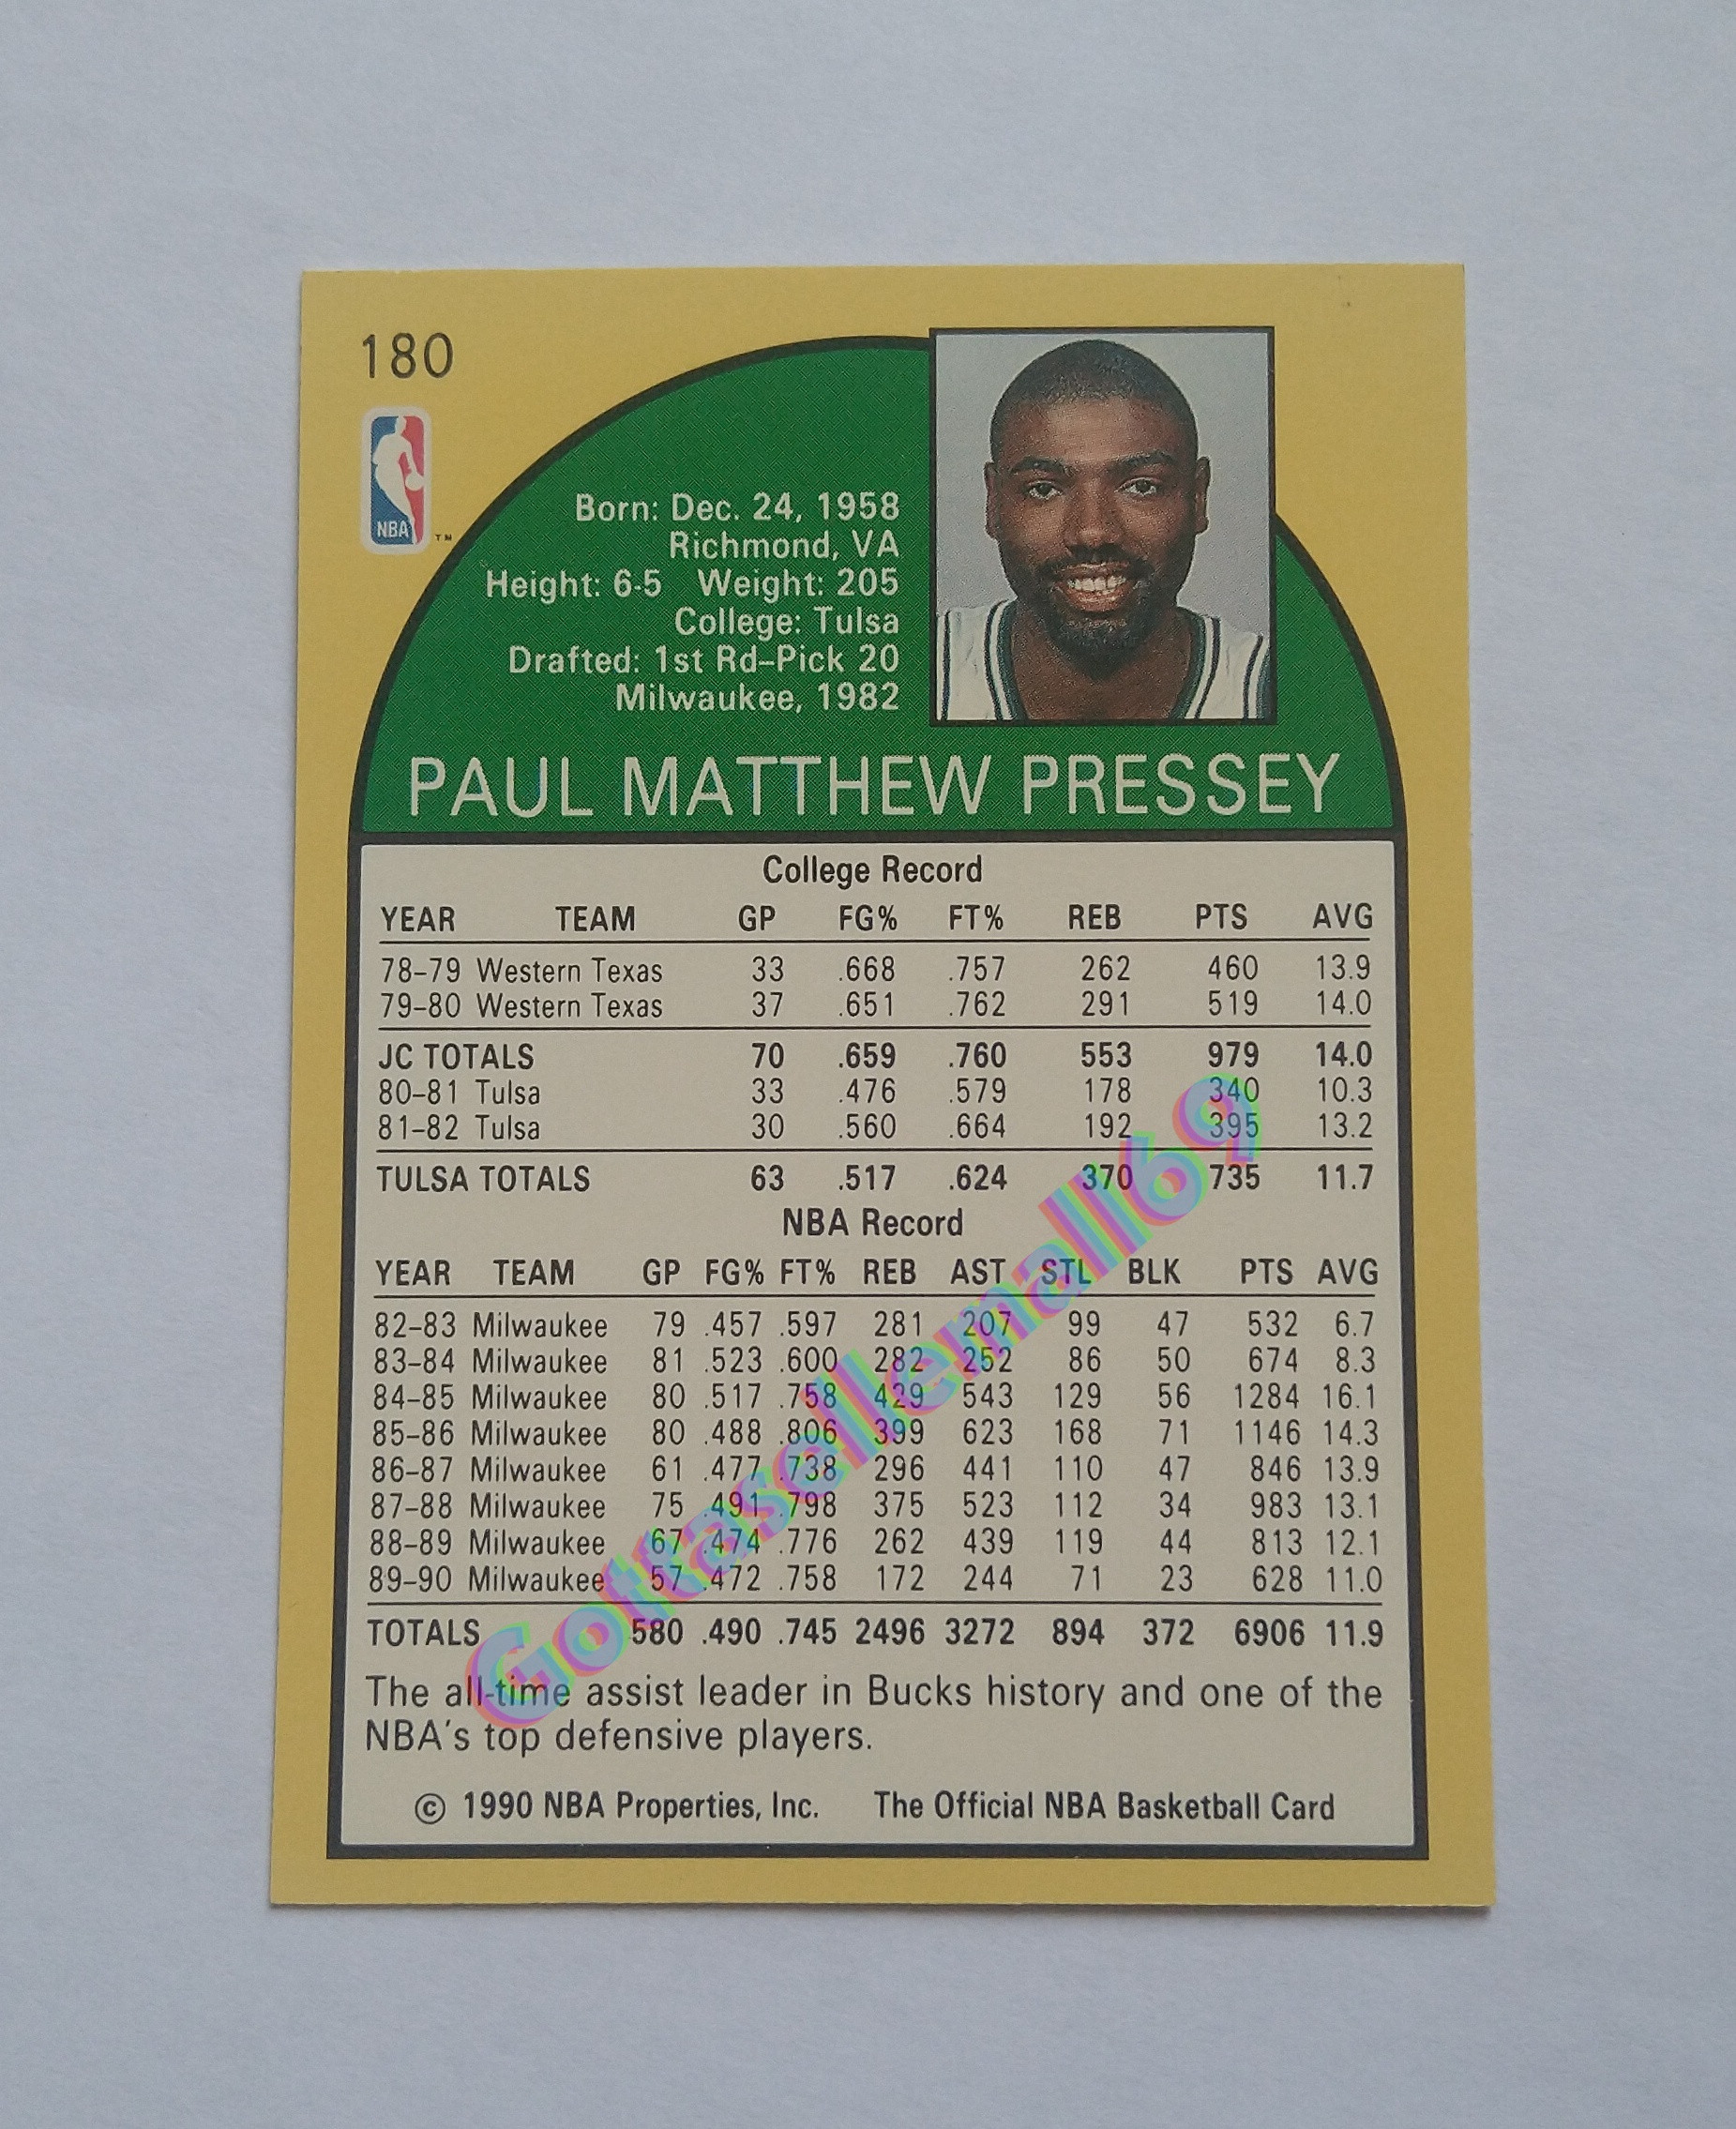 180
NBA
TM
Born: Dec. 24, 1958
Richmond, VA
Height: 6-5 Weight: 205
College: Tulsa
Drafted: 1st Rd–Pick 20
Milwaukee, 1982
PAUL MATTHEW PRESSEY
College Record
YEAR TEAM GP FG% FT% REB PTS AVG
78–79 Western Texas 33 .668 .757 262 460 13.9
79–80 Western Texas 37 .651 .762 291 519 14.0
JC TOTALS 70 .659 .760 553 979 14.0
80–81 Tulsa 33 .476 .579 178 340 10.3
81–82 Tulsa 30 .560 .664 192 395 13.2
TULSA TOTALS 63 .517 .624 370 735 11.7
NBA Record
YEAR TEAM GP FG% FT% REB AST STL BLK PTS AVG
82–83 Milwaukee 79 .457 .597 281 207 99 47 532 6.7
83–84 Milwaukee 81 .523 .600 282 252 86 50 674 8.3
84–85 Milwaukee 80 .517 .758 429 543 129 56 1284 16.1
85–86 Milwaukee 80 .488 .806 399 623 168 71 1146 14.3
86–87 Milwaukee 61 .477 .738 296 441 110 47 846 13.9
87–88 Milwaukee 75 .491 .798 375 523 112 34 983 13.1
88–89 Milwaukee 67 .474 .776 262 439 119 44 813 12.1
89–90 Milwaukee 57 .472 .758 172 244 71 23 628 11.0
TOTALS 580 .490 .745 2496 3272 894 372 6906 11.9
The all-time assist leader in Bucks history and one of the
NBA's top defensive players.
© 1990 NBA Properties, Inc. The Official NBA Basketball Card
Gottasellemall69